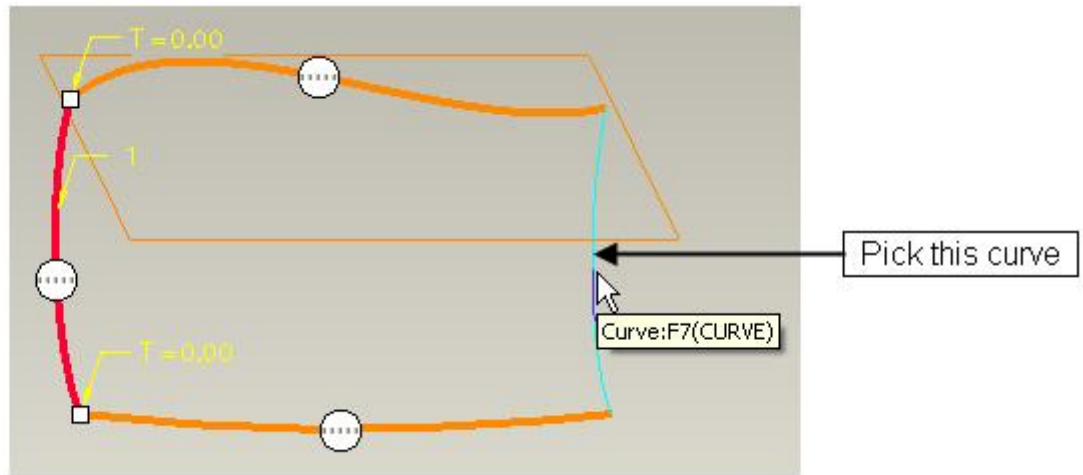 T = 0.00
1
Pick this curve
Curve:F7(CURVE)
T = 0.00